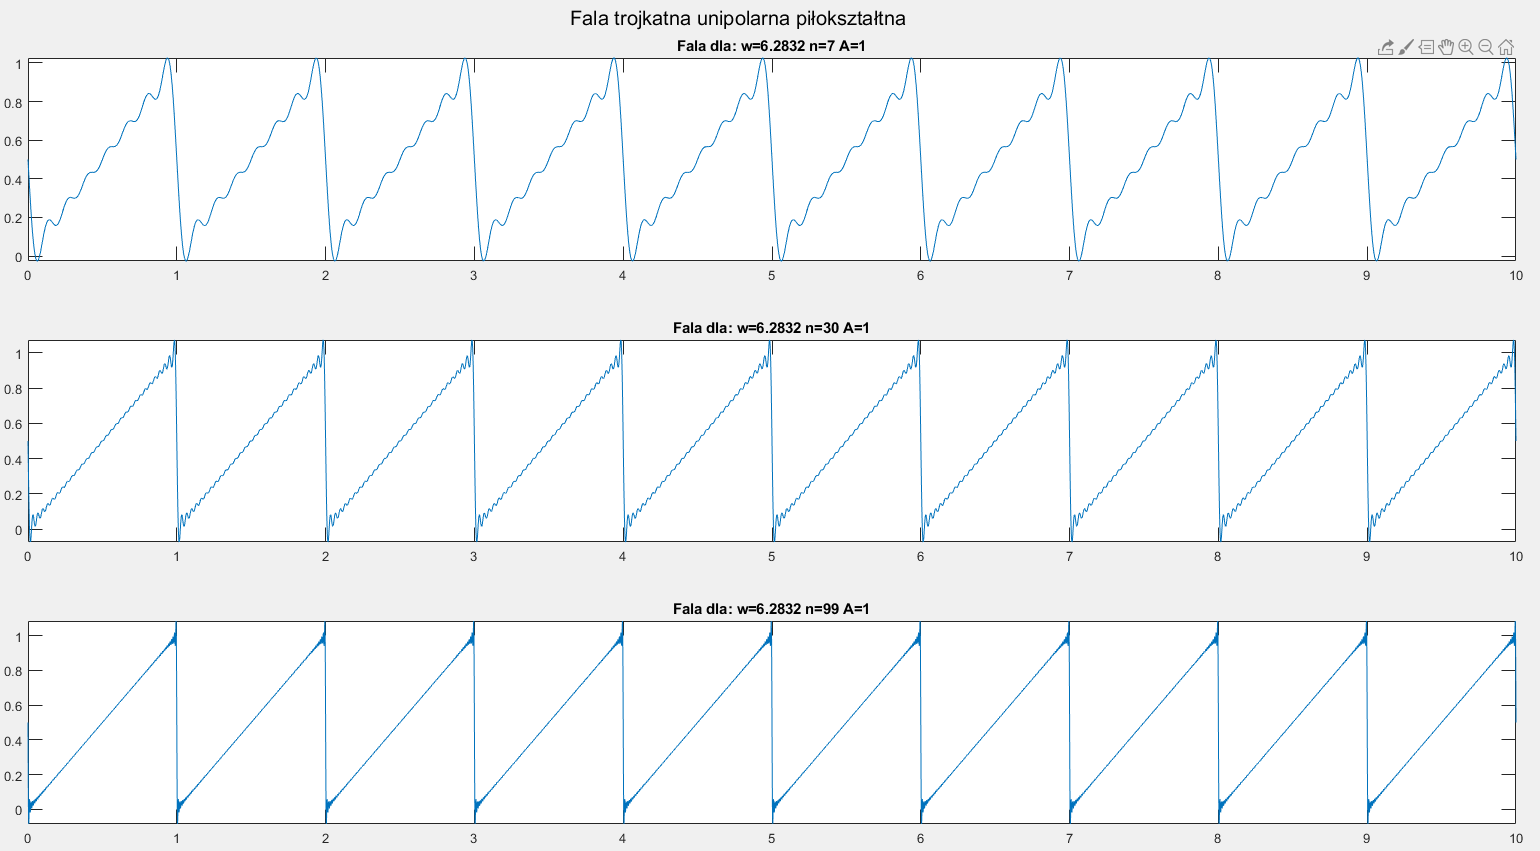 Fala trojkatna unipolarna piłokształtna
Fala dla: w=6.2832 n=7 A=1
1
0.8
0.6
0.4
0.2
0
0 1 2 3 4 5 6 7 8 9 10
Fala dla: w=6.2832 n=30 A=1
1
0.8
0.6
0.4
0.2
0
0 1 2 3 4 5 6 7 8 9 10
Fala dla: w=6.2832 n=99 A=1
1
0.8
0.6
0.4
0.2
0
0 1 2 3 4 5 6 7 8 9 10